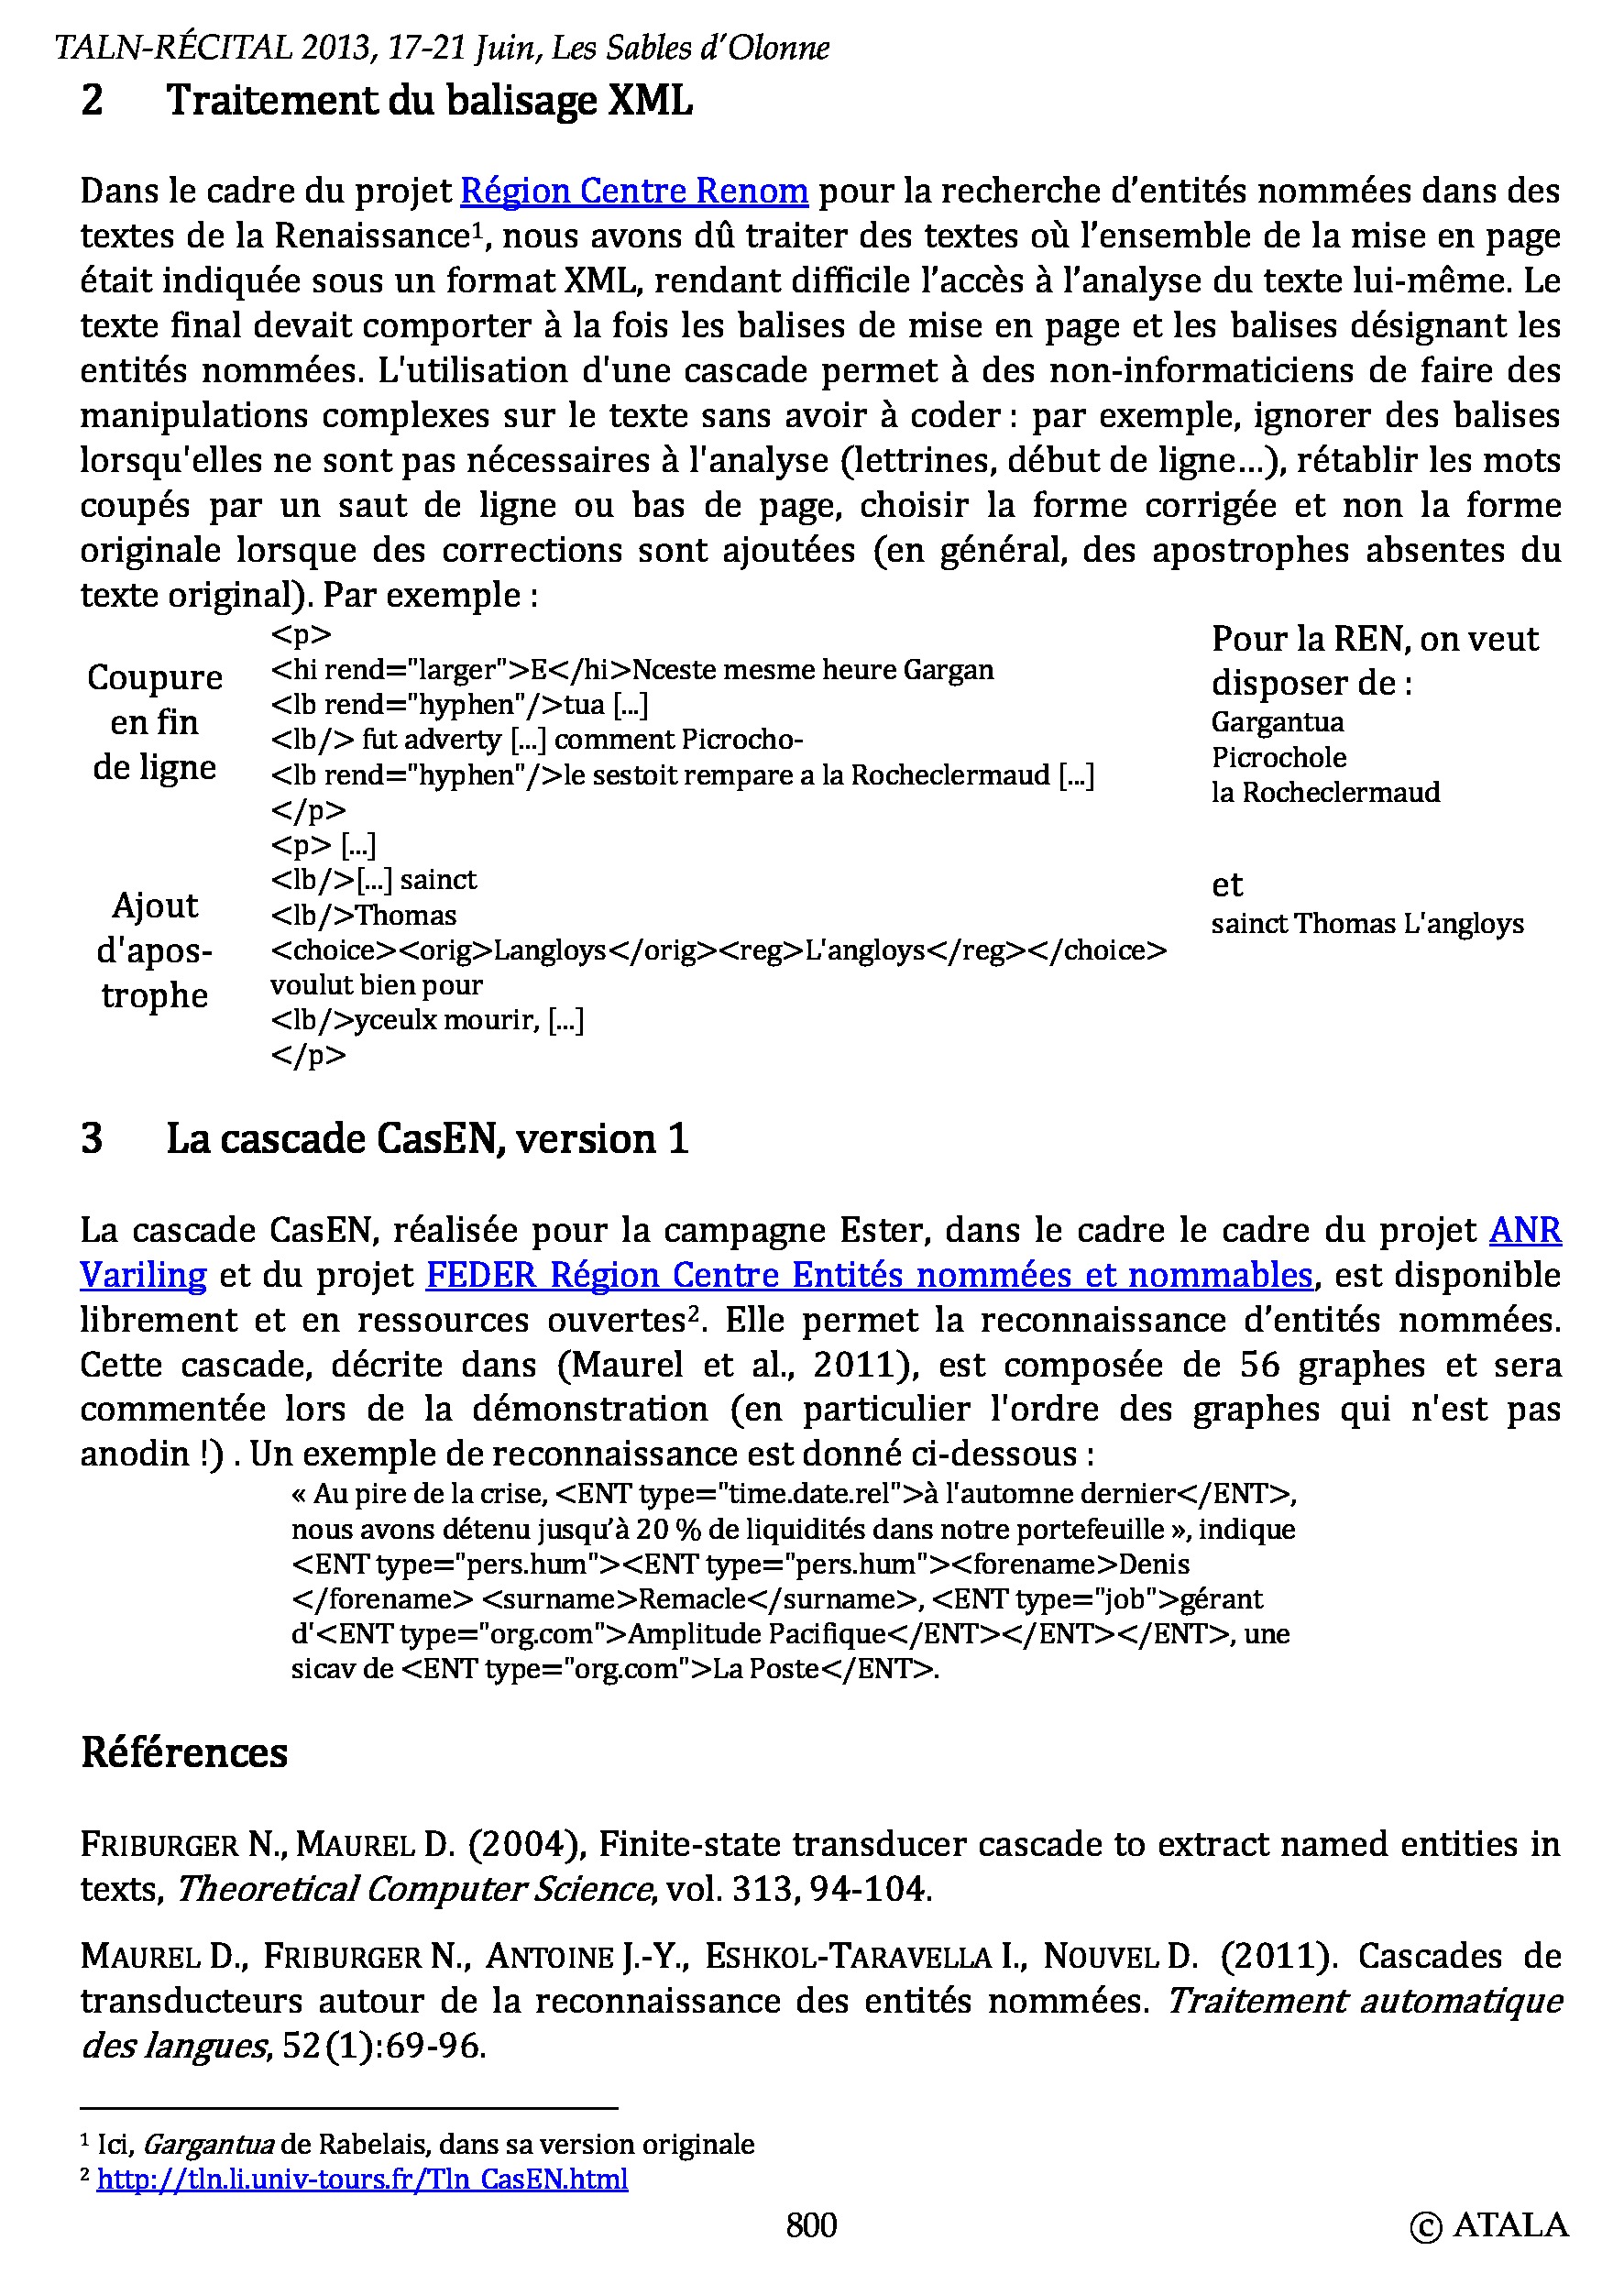 TALN-RÉCITAL 2013, 17-21 Juin, Les Sables d’Olonne
2 Traitement du balisage XML
Dans le cadre du projet Région Centre Renom pour la recherche d’entités nommées dans des
textes de la Renaissance¹, nous avons dû traiter des textes où l’ensemble de la mise en page
était indiquée sous un format XML, rendant difficile l’accès à l’analyse du texte lui-même. Le
texte final devait comporter à la fois les balises de mise en page et les balises désignant les
entités nommées. L'utilisation d'une cascade permet à des non-informaticiens de faire des
manipulations complexes sur le texte sans avoir à coder : par exemple, ignorer des balises
lorsqu'elles ne sont pas nécessaires à l'analyse (lettrines, début de ligne…), rétablir les mots
coupés par un saut de ligne ou bas de page, choisir la forme corrigée et non la forme
originale lorsque des corrections sont ajoutées (en général, des apostrophes absentes du
texte original). Par exemple :
Coupure
en fin
de ligne
<p>
<hi rend="larger">E</hi>Nceste mesme heure Gargan
<lb rend="hyphen"/>tua […]
<lb/> fut adverty […] comment Picrocho-
<lb rend="hyphen"/>le sestoit rempare a la Rocheclermaud […]
</p>
Pour la REN, on veut
disposer de :
Gargantua
Picrochole
la Rocheclermaud
Ajout
d'apos-
trophe
<p> […]
<lb/>[…] sainct
<lb/>Thomas
<choice><orig>Langloys</orig><reg>L'angloys</reg></choice>
voulut bien pour
<lb/>yceulx mourir, […]
</p>
et
sainct Thomas L'angloys
3 La cascade CasEN, version 1
La cascade CasEN, réalisée pour la campagne Ester, dans le cadre le cadre du projet ANR
Variling et du projet FEDER Région Centre Entités nommées et nommables, est disponible
librement et en ressources ouvertes². Elle permet la reconnaissance d’entités nommées.
Cette cascade, décrite dans (Maurel et al., 2011), est composée de 56 graphes et sera
commentée lors de la démonstration (en particulier l'ordre des graphes qui n'est pas
anodin !) . Un exemple de reconnaissance est donné ci-dessous :
« Au pire de la crise, <ENT type="time.date.rel">à l'automne dernier</ENT>,
nous avons détenu jusqu’à 20 % de liquidités dans notre portefeuille », indique
<ENT type="pers.hum"><ENT type="pers.hum"><forename>Denis
</forename> <surname>Remacle</surname>, <ENT type="job">gérant
d'<ENT type="org.com">Amplitude Pacifique</ENT></ENT></ENT>, une
sicav de <ENT type="org.com">La Poste</ENT>.
Références
FRIBURGER N., MAUREL D. (2004), Finite-state transducer cascade to extract named entities in
texts, Theoretical Computer Science, vol. 313, 94-104.
MAUREL D., FRIBURGER N., ANTOINE J.-Y., ESHKOL-TARAVELLA I., NOUVEL D. (2011). Cascades de
transducteurs autour de la reconnaissance des entités nommées. Traitement automatique
des langues, 52(1):69-96.
¹ Ici, Gargantua de Rabelais, dans sa version originale
² http://tln.li.univ-tours.fr/Tln_CasEN.html
800
© ATALA